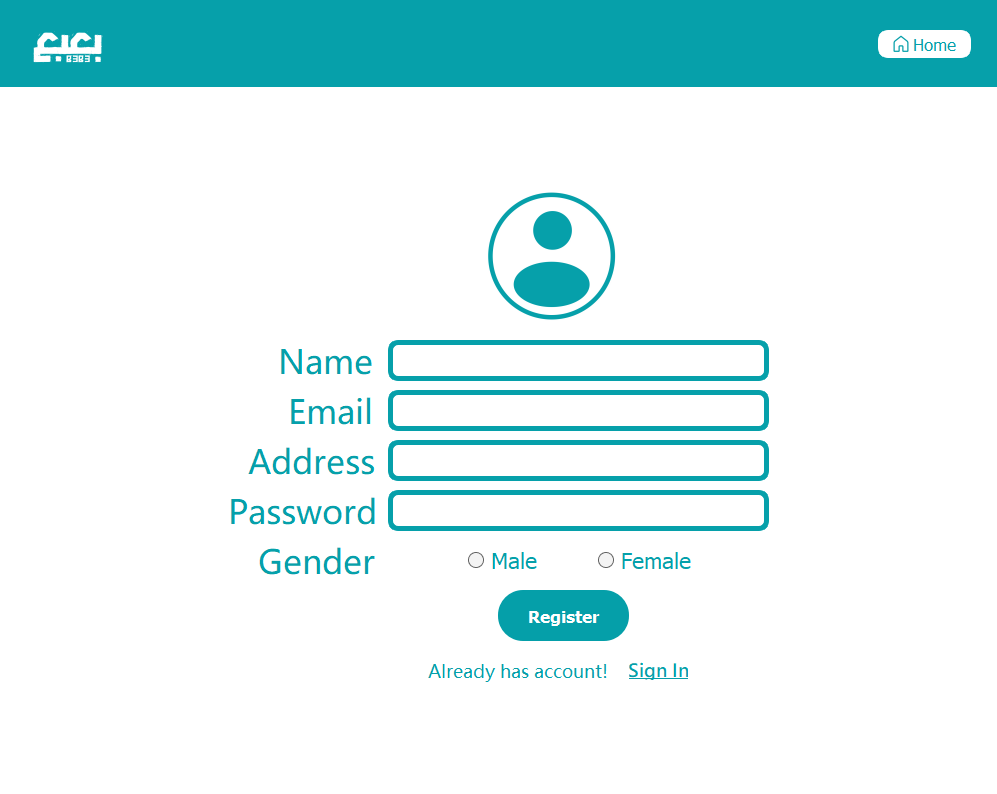 Home
Name
Email
Address
Password
Gender Male Female
Register
Already has account! Sign In